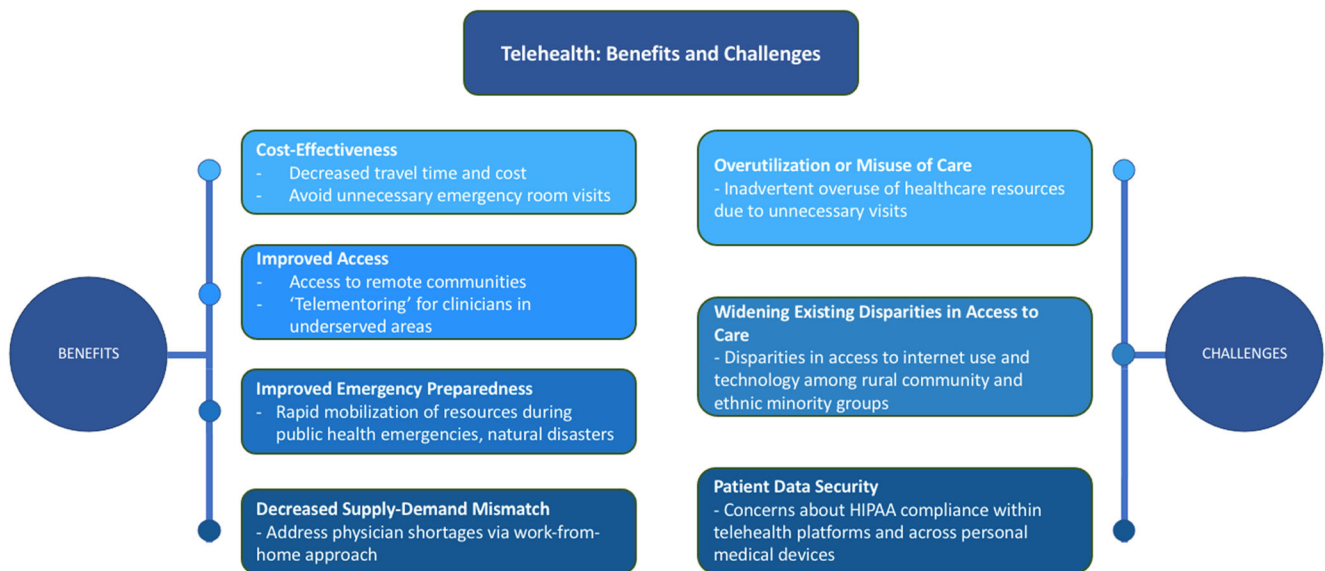 Telehealth: Benefits and Challenges
BENEFITS
Cost-Effectiveness
- Decreased travel time and cost
- Avoid unnecessary emergency room visits
Improved Access
- Access to remote communities
- ‘Telementoring’ for clinicians in
underserved areas
Improved Emergency Preparedness
- Rapid mobilization of resources during
public health emergencies, natural disasters
Decreased Supply-Demand Mismatch
- Address physician shortages via work-from-
home approach
CHALLENGES
Overutilization or Misuse of Care
- Inadvertent overuse of healthcare resources
due to unnecessary visits
Widening Existing Disparities in Access to
Care
- Disparities in access to internet use and
technology among rural community and
ethnic minority groups
Patient Data Security
- Concerns about HIPAA compliance within
telehealth platforms and across personal
medical devices